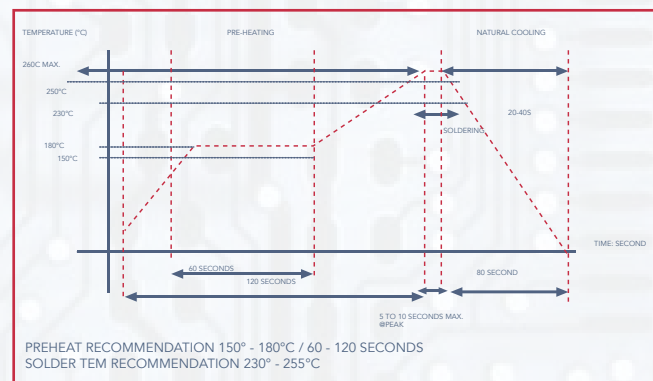 TEMPERATURE (°C)
PRE-HEATING
NATURAL COOLING
260C MAX.
250°C
230°C
20-40S
SOLDERING
180°C
150°C
TIME: SECOND
60 SECONDS
120 SECONDS
80 SECOND
5 TO 10 SECONDS MAX.
@PEAK
PREHEAT RECOMMENDATION 150° - 180°C / 60 - 120 SECONDS
SOLDER TEM RECOMMENDATION 230° - 255°C